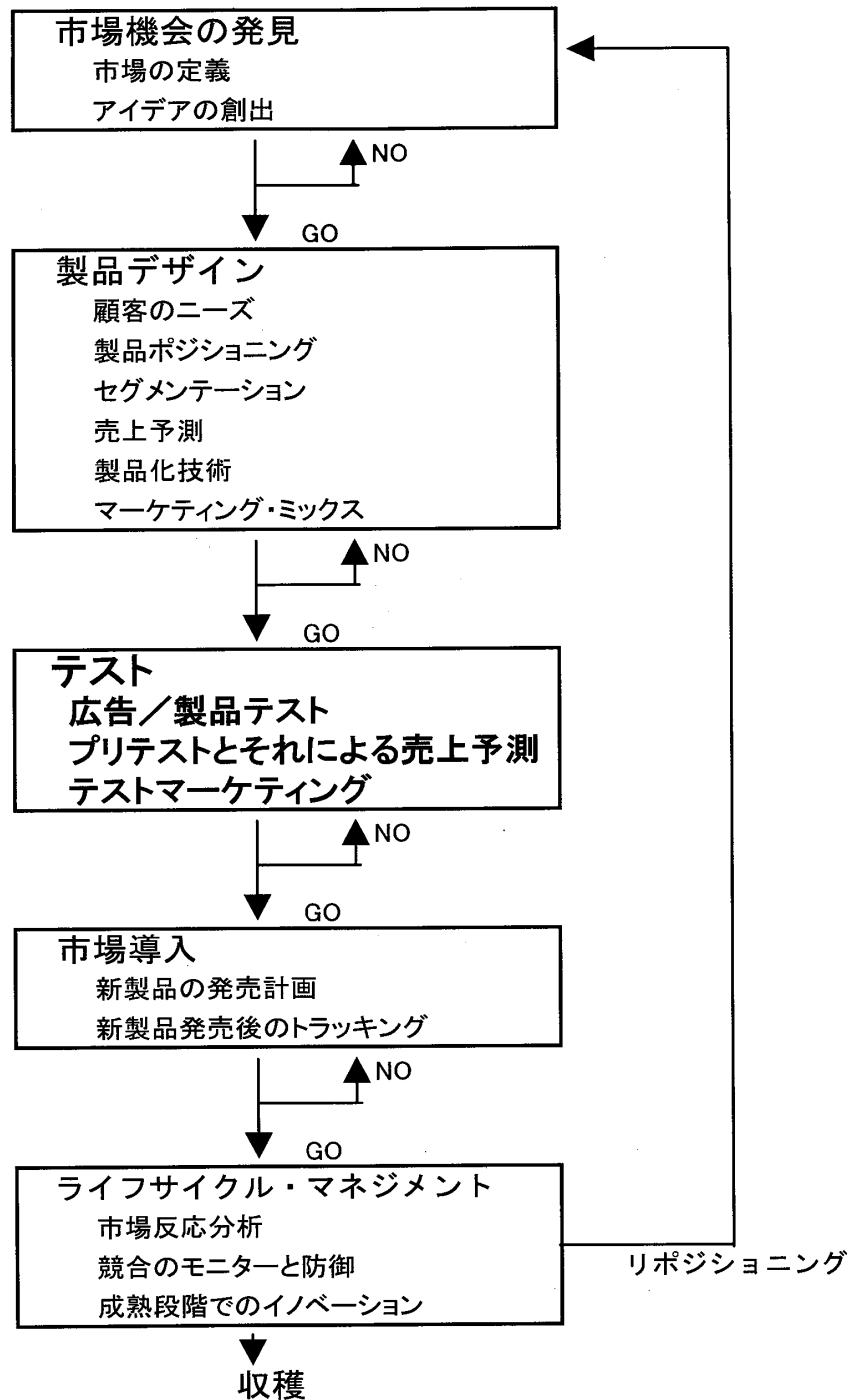 市場機会の発見
市場の定義
アイデアの創出
NO
GO
製品デザイン
顧客のニーズ
製品ポジショニング
セグメンテーション
売上予測
製品化技術
マーケティング・ミックス
NO
GO
テスト
広告／製品テスト
プリテストとそれによる売上予測
テストマーケティング
NO
GO
市場導入
新製品の発売計画
新製品発売後のトラッキング
NO
GO
ライフサイクル・マネジメント
市場反応分析
競合のモニターと防御
成熟段階でのイノベーション
リポジショニング
収穫